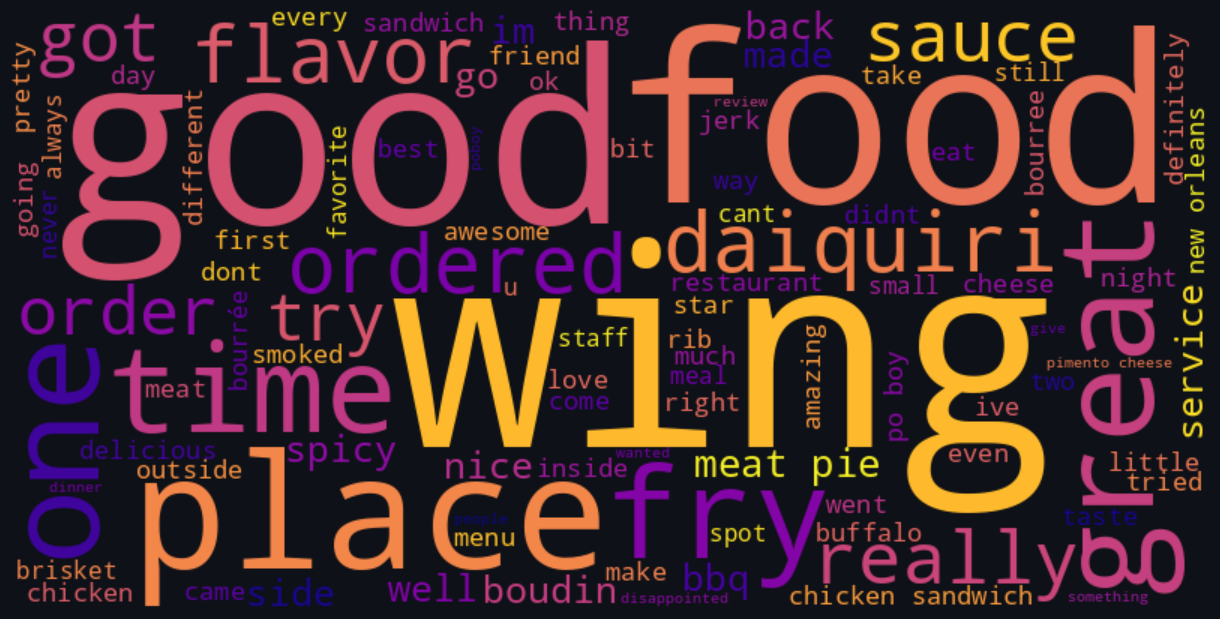 every
sandwich
im
thing
got
flavor
friend
back
made
sauce
pretty
day
go
ok
take
still
good
food
review
jerk
definitely
always
different
favorite
best
poboy
bit
eat
bourree
way
going
never
first
awesome
cant
didnt
new orleans
dont
ordered
daiquiri
u
restaurant
small
cheese
night
great
order
bourrée
try
wing
star
staff
rib
give
smoked
much
amazing
pimento cheese
one
time
meat
love
meal
po boy
two
service
come
right
ive
delicious
spicy
wanted
even
outside
nice
inside
meat pie
little
dinner
tried
place
fry
went
people
taste
menu
spot
buffalo
really
brisket
make
chicken
came
side
well
boudin
bbq
disappointed
chicken sandwich
something